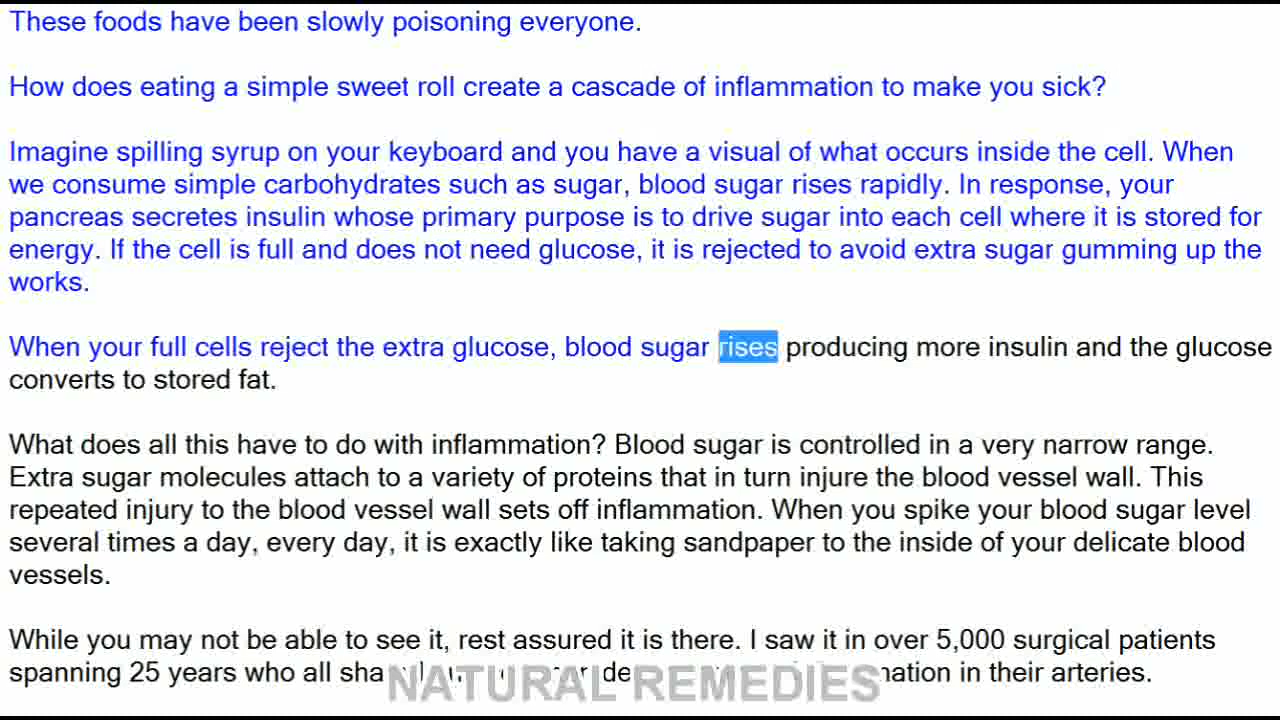 These foods have been slowly poisoning everyone.
How does eating a simple sweet roll create a cascade of inflammation to make you sick?
Imagine spilling syrup on your keyboard and you have a visual of what occurs inside the cell. When
we consume simple carbohydrates such as sugar, blood sugar rises rapidly. In response, your
pancreas secretes insulin whose primary purpose is to drive sugar into each cell where it is stored for
energy. If the cell is full and does not need glucose, it is rejected to avoid extra sugar gumming up the
works.
When your full cells reject the extra glucose, blood sugar rises producing more insulin and the glucose
converts to stored fat.
What does all this have to do with inflammation? Blood sugar is controlled in a very narrow range.
Extra sugar molecules attach to a variety of proteins that in turn injure the blood vessel wall. This
repeated injury to the blood vessel wall sets off inflammation. When you spike your blood sugar level
several times a day, every day, it is exactly like taking sandpaper to the inside of your delicate blood
vessels.
While you may not be able to see it, rest assured it is there. I saw it in over 5,000 surgical patients
spanning 25 years who all in their arteries.
NATURAL REMEDIES